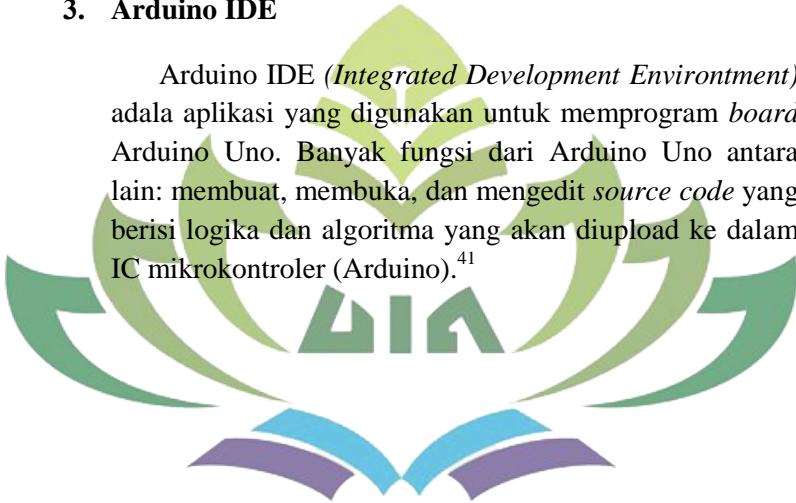 3. Arduino IDE
Arduino IDE (Integrated Development Environtment)
adala aplikasi yang digunakan untuk memprogram board
Arduino Uno. Banyak fungsi dari Arduino Uno antara
lain: membuat, membuka, dan mengedit source code yang
berisi logika dan algoritma yang akan diupload ke dalam
IC mikrokontroler (Arduino).41
UIN